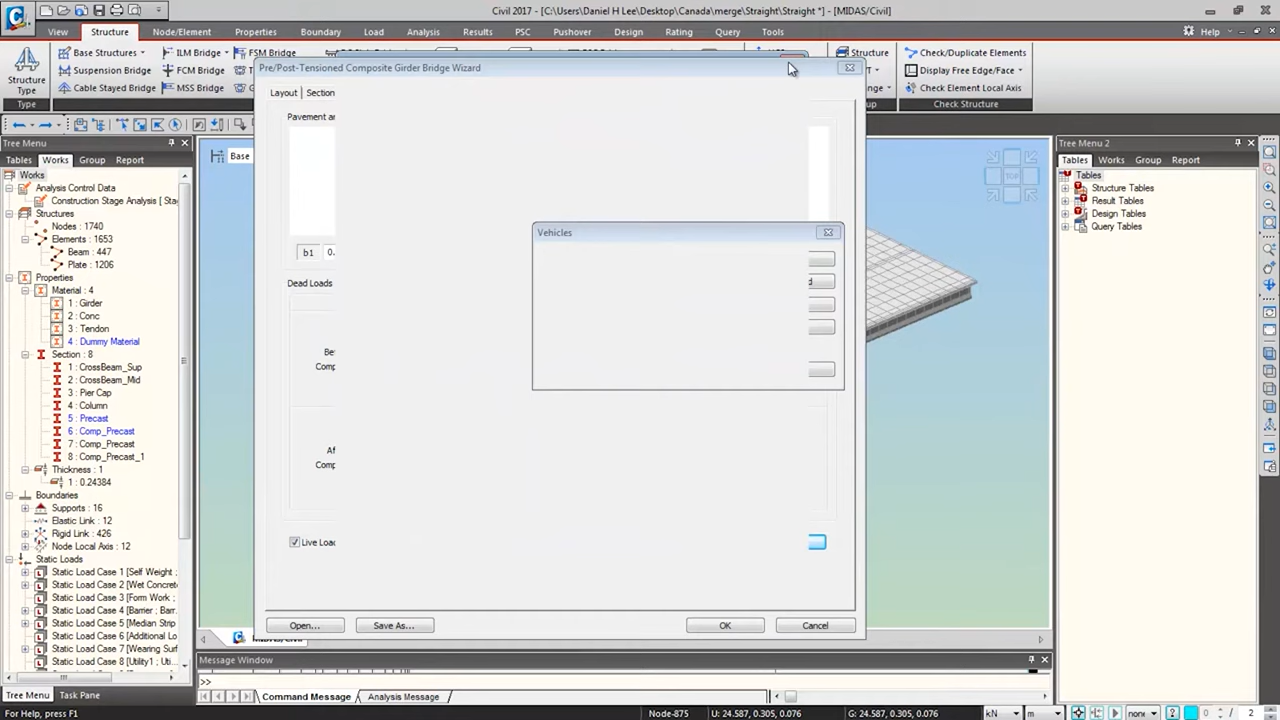 Civil 2017 - [C:\Users\Daniel H Lee\Desktop\Canada\merge\Straight\Straight *] - [MIDAS/Civil]
View Structure Node/Element Properties Boundary Load Analysis Results PSC Pushover Design Rating Query Tools Help
Base Structures ILM Bridge FSM Bridge Structure Check/Duplicate Elements
Suspension Bridge FCM Bridge Display Free Edge/Face
Structure Type Cable Stayed Bridge MSS Bridge Check Element Local Axis
Type Check Structure
Pre/Post-Tensioned Composite Girder Bridge Wizard
Layout Section
Pavement an
b1 0.
Dead Loads
Be
Comp
Af
Comp
Live Loa
Open... Save As... OK Cancel
Vehicles
d
Base
TOP
Tree Menu
Tables Works Group Report
Works
Analysis Control Data
Construction Stage Analysis [ Stag
Structures
Nodes : 1740
Elements : 1653
Beam : 447
Plate : 1206
Properties
Material : 4
1 : Girder
2 : Conc
3 : Tendon
4 : Dummy Material
Section : 8
1 : CrossBeam_Sup
2 : CrossBeam_Mid
3 : Pier Cap
4 : Column
5 : Precast
6 : Comp_Precast
7 : Comp_Precast
8 : Comp_Precast_1
Thickness : 1
1 : 0.24384
Boundaries
Supports : 16
Elastic Link : 12
Rigid Link : 426
Node Local Axis : 12
Static Loads
Static Load Case 1 [Self Weight ;
Static Load Case 2 [Wet Concre
Static Load Case 3 [Form Work ;
Static Load Case 4 [Barrier ; Barr
Static Load Case 5 [Median Strip
Static Load Case 6 [Additional Lo
Static Load Case 7 [Wearing Surf
Static Load Case 8 [Utility1 ; Uti
Tree Menu Task Pane
Tree Menu 2
Tables Works Group Report
Tables
Structure Tables
Result Tables
Design Tables
Query Tables
Message Window
>>
Command Message Analysis Message
For Help, press F1
Node-875 U: 24.587, 0.305, 0.076 G: 24.587, 0.305, 0.076 kN m none ? 0 / 2